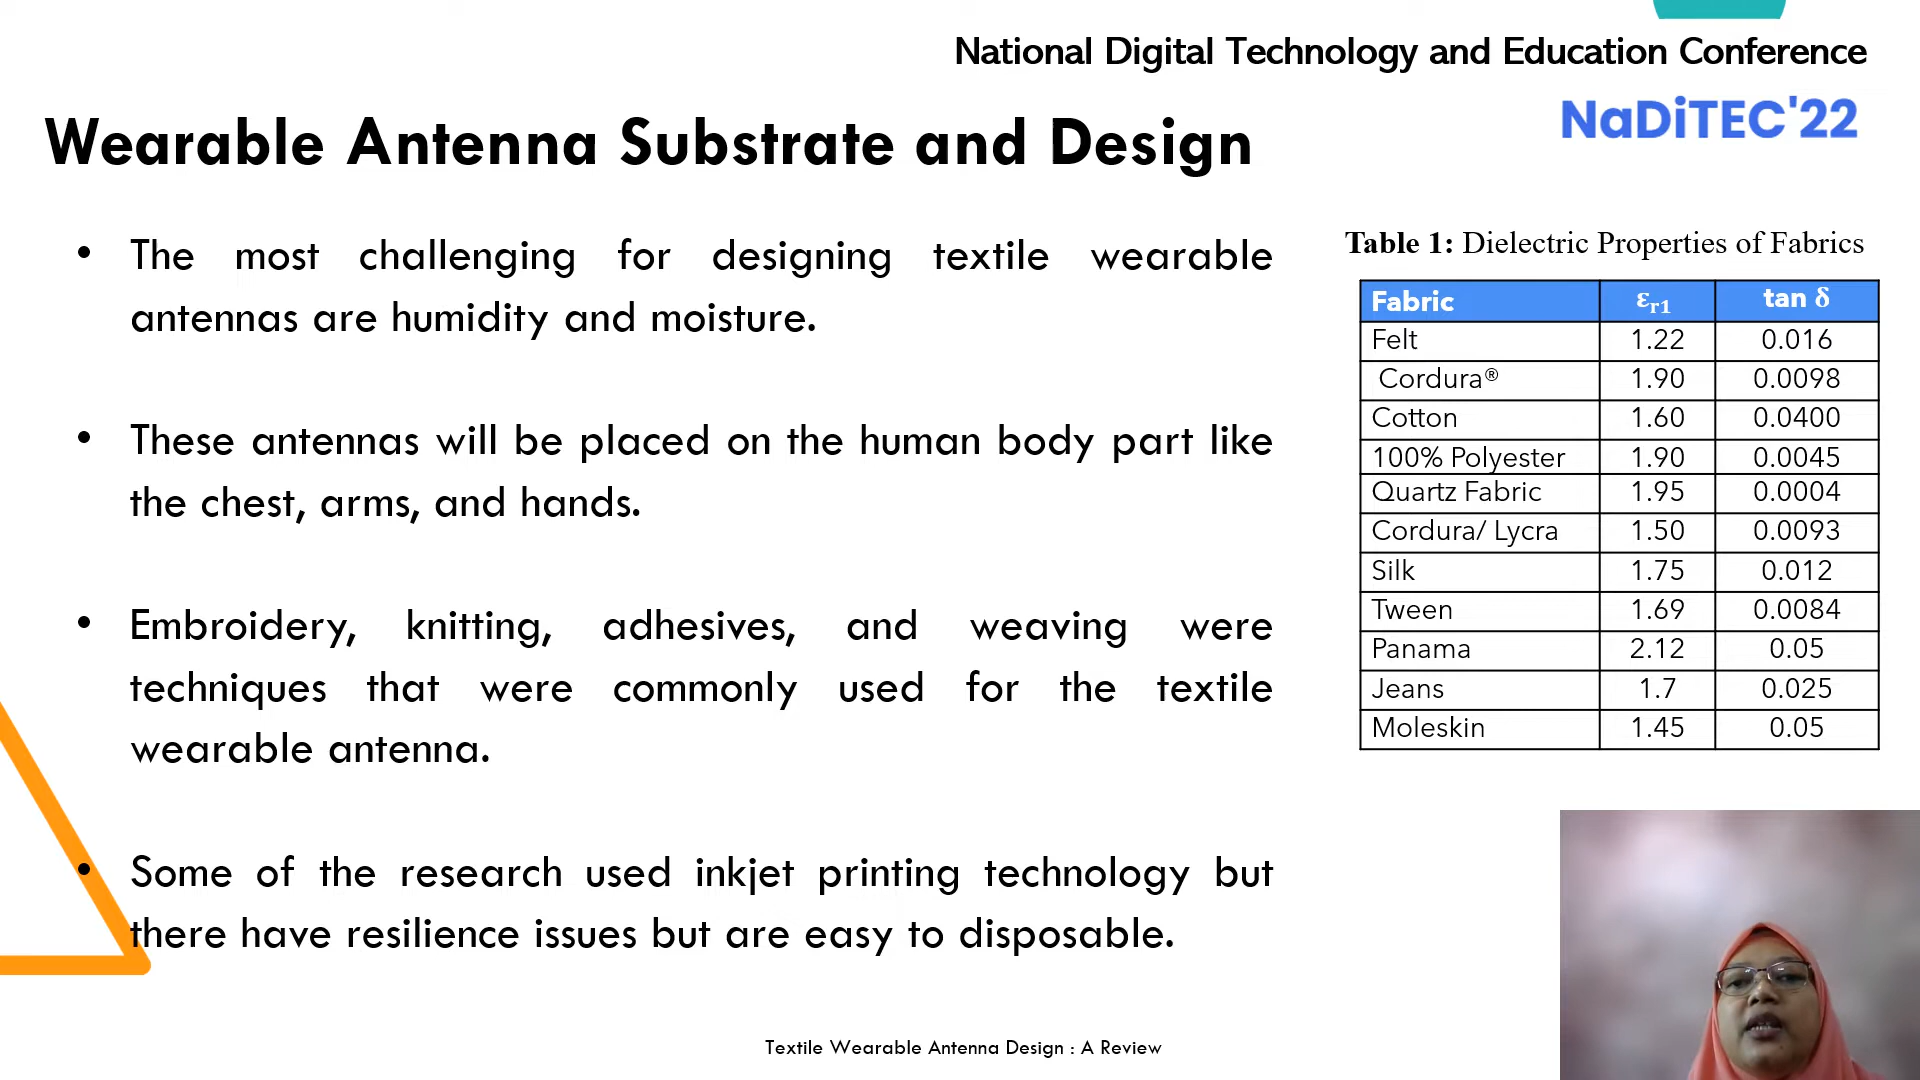 National Digital Technology and Education Conference
NaDiTEC'22
Wearable Antenna Substrate and Design
• The most challenging for designing textile wearable
antennas are humidity and moisture.
• These antennas will be placed on the human body part like
the chest, arms, and hands.
• Embroidery, knitting, adhesives, and weaving were
techniques that were commonly used for the textile
wearable antenna.
• Some of the research used inkjet printing technology but
there have resilience issues but are easy to disposable.
Table 1: Dielectric Properties of Fabrics
Fabric εr1 tan δ
Felt 1.22 0.016
Cordura® 1.90 0.0098
Cotton 1.60 0.0400
100% Polyester 1.90 0.0045
Quartz Fabric 1.95 0.0004
Cordura/ Lycra 1.50 0.0093
Silk 1.75 0.012
Tween 1.69 0.0084
Panama 2.12 0.05
Jeans 1.7 0.025
Moleskin 1.45 0.05
Textile Wearable Antenna Design : A Review